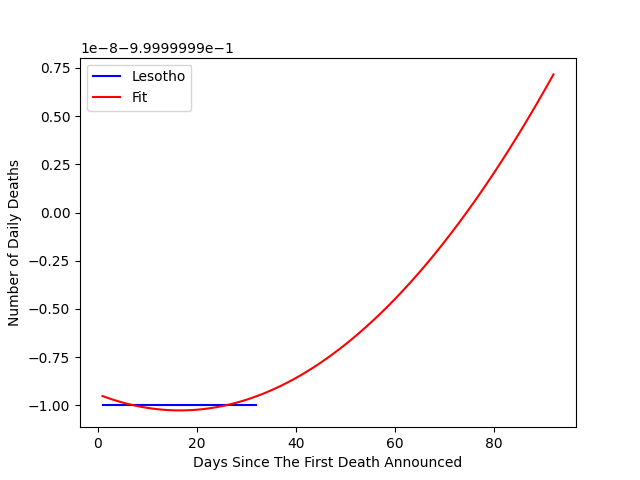 1e−8−9.9999999e−1
0.75
0.50
0.25
0.00
−0.25
−0.50
−0.75
−1.00
Number of Daily Deaths
Lesotho
Fit
0 20 40 60 80
Days Since The First Death Announced